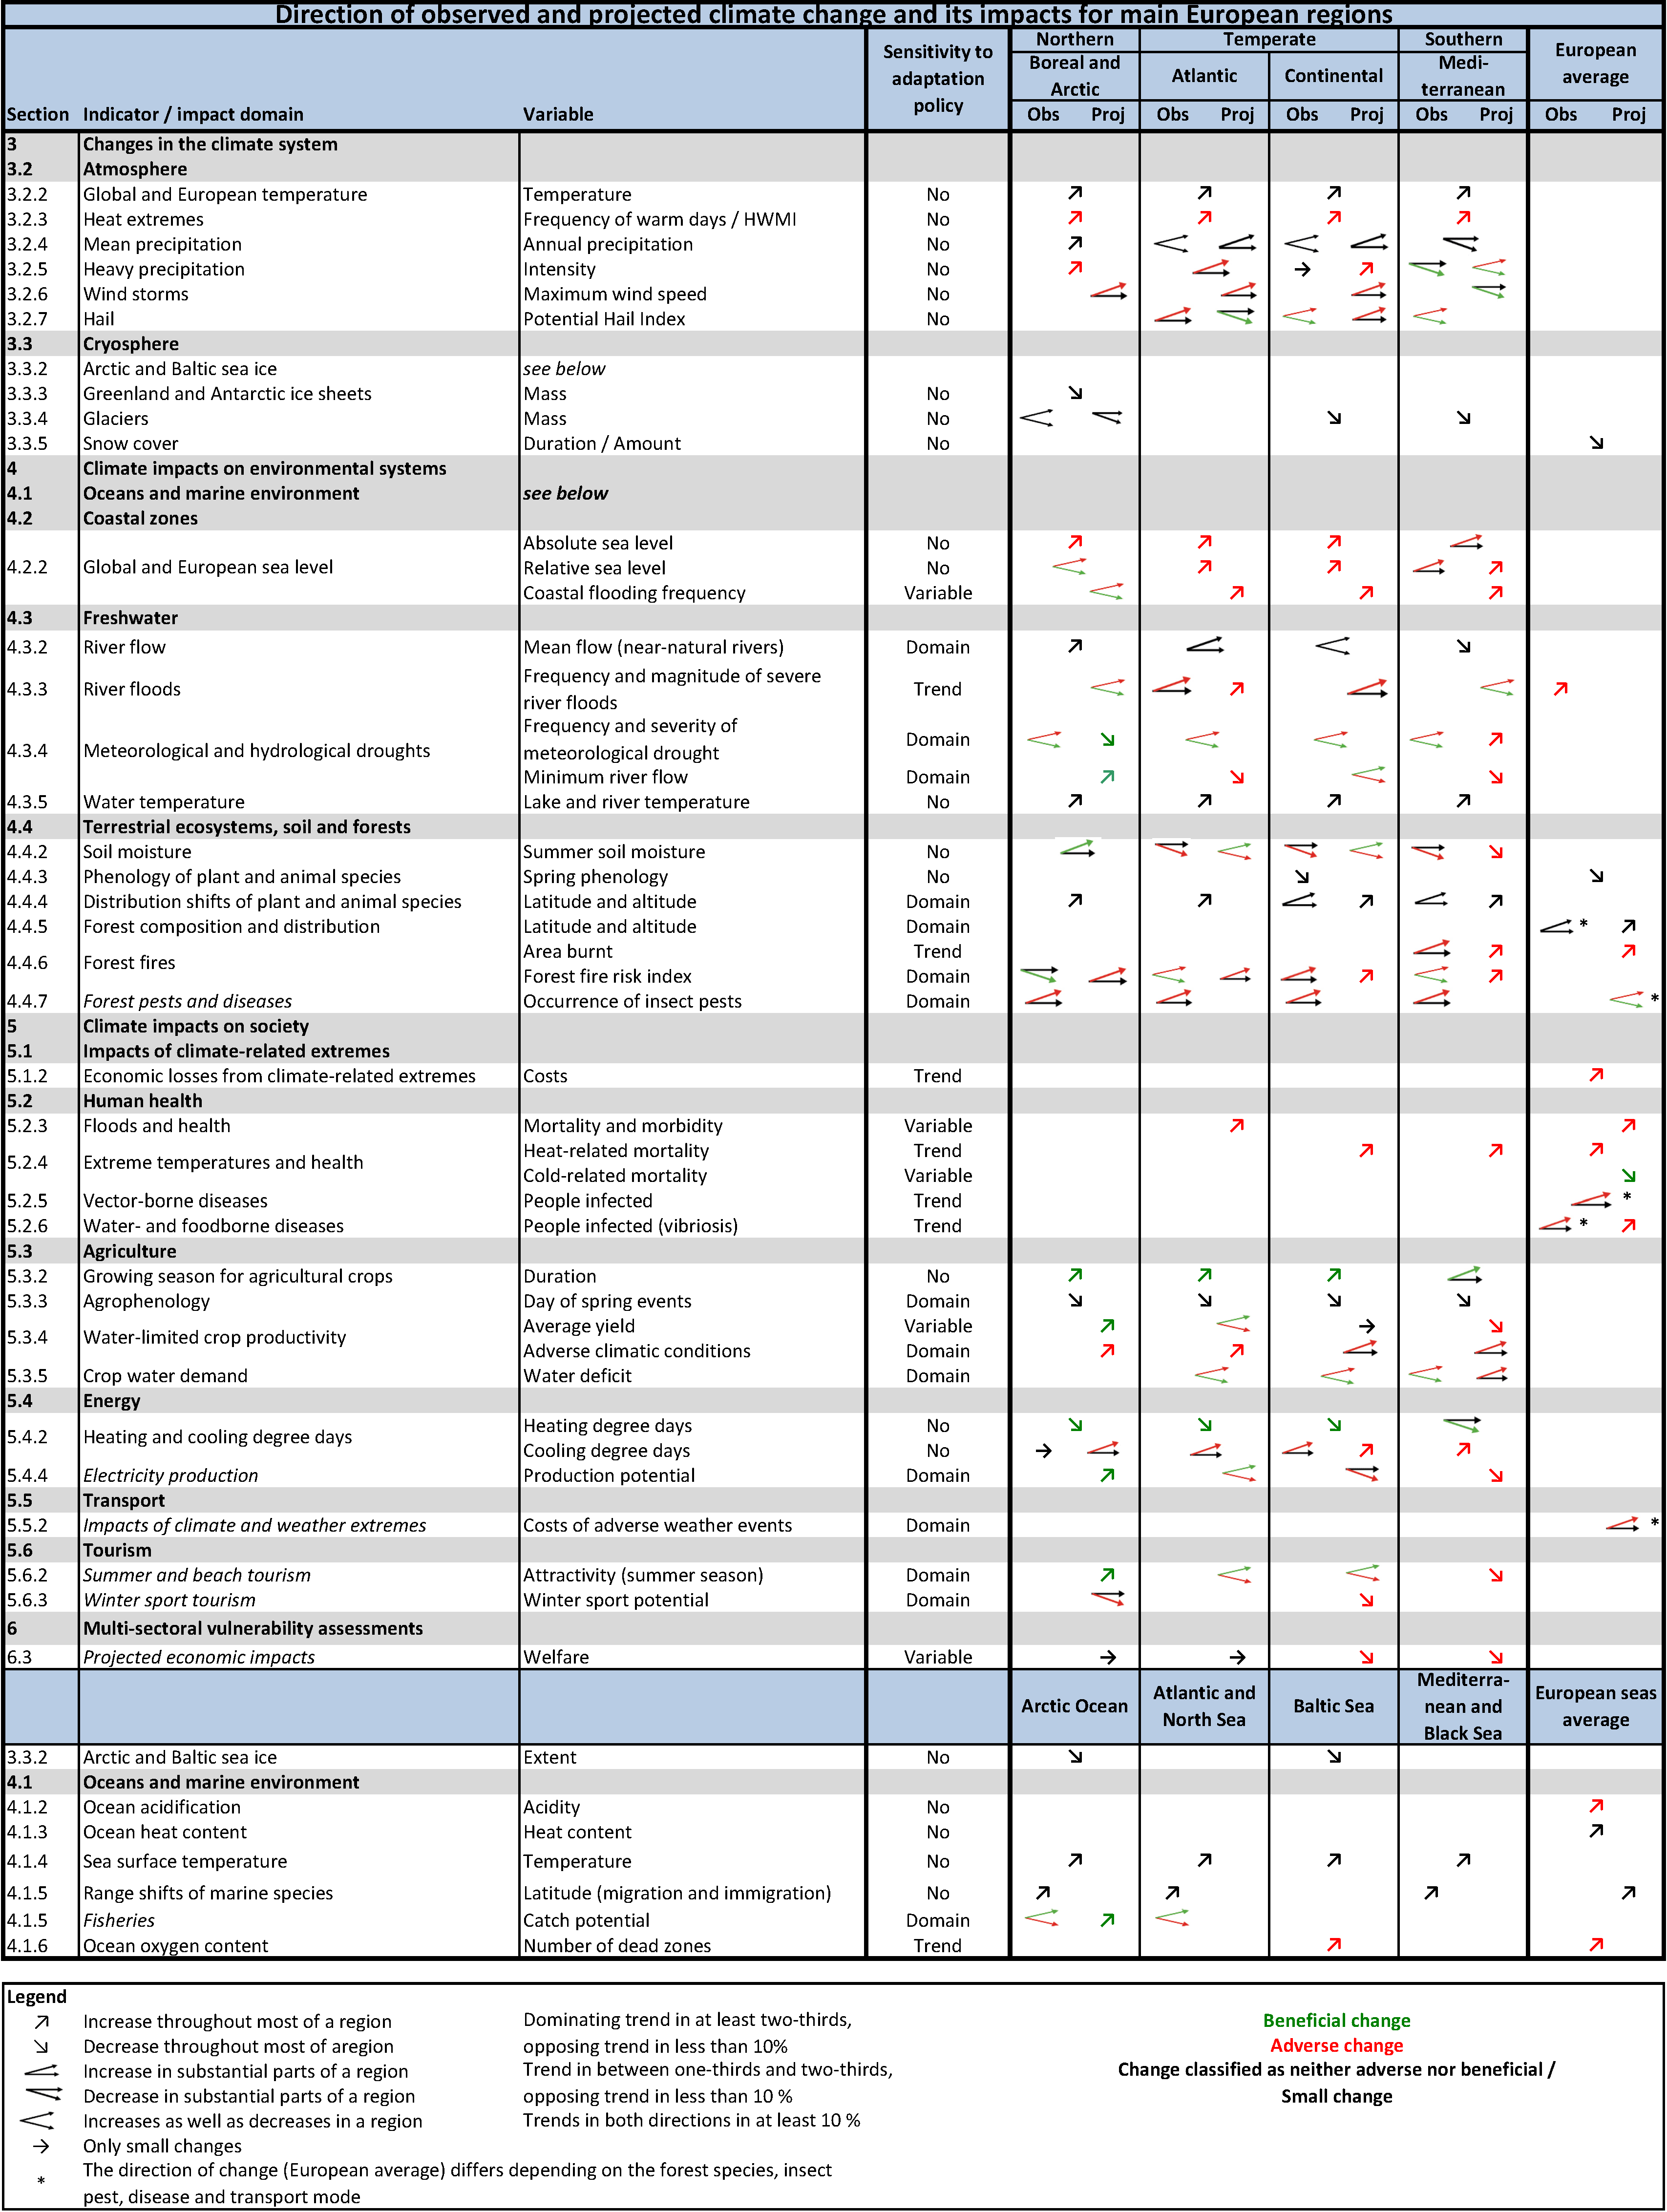 Direction of observed and projected climate change and its impacts for main European regions
Section Indicator / impact domain Variable Sensitivity to adaptation policy Northern Temperate Southern European average
Boreal and Arctic Atlantic Continental Medi-terranean
Obs Proj Obs Proj Obs Proj Obs Proj Obs Proj
3 Changes in the climate system
3.2 Atmosphere
3.2.2 Global and European temperature Temperature No
3.2.3 Heat extremes Frequency of warm days / HWMI No
3.2.4 Mean precipitation Annual precipitation No
3.2.5 Heavy precipitation Intensity No
3.2.6 Wind storms Maximum wind speed No
3.2.7 Hail Potential Hail Index No
3.3 Cryosphere
3.3.2 Arctic and Baltic sea ice see below
3.3.3 Greenland and Antarctic ice sheets Mass No
3.3.4 Glaciers Mass No
3.3.5 Snow cover Duration / Amount No
4 Climate impacts on environmental systems
4.1 Oceans and marine environment see below
4.2 Coastal zones
Absolute sea level No
4.2.2 Global and European sea level Relative sea level No
Coastal flooding frequency Variable
4.3 Freshwater
4.3.2 River flow Mean flow (near-natural rivers) Domain
4.3.3 River floods Frequency and magnitude of severe river floods Trend
4.3.4 Meteorological and hydrological droughts Frequency and severity of meteorological drought Domain
Minimum river flow Domain
4.3.5 Water temperature Lake and river temperature No
4.4 Terrestrial ecosystems, soil and forests
4.4.2 Soil moisture Summer soil moisture No
4.4.3 Phenology of plant and animal species Spring phenology No
4.4.4 Distribution shifts of plant and animal species Latitude and altitude Domain
4.4.5 Forest composition and distribution Latitude and altitude Domain *
4.4.6 Forest fires Area burnt Trend
Forest fire risk index Domain
4.4.7 Forest pests and diseases Occurrence of insect pests Domain *
5 Climate impacts on society
5.1 Impacts of climate-related extremes
5.1.2 Economic losses from climate-related extremes Costs Trend
5.2 Human health
5.2.3 Floods and health Mortality and morbidity Variable
5.2.4 Extreme temperatures and health Heat-related mortality Trend
Cold-related mortality Variable
5.2.5 Vector-borne diseases People infected Trend *
5.2.6 Water- and foodborne diseases People infected (vibriosis) Trend *
5.3 Agriculture
5.3.2 Growing season for agricultural crops Duration No
5.3.3 Agrophenology Day of spring events Domain
5.3.4 Water-limited crop productivity Average yield Variable
Adverse climatic conditions Domain
5.3.5 Crop water demand Water deficit Domain
5.4 Energy
5.4.2 Heating and cooling degree days Heating degree days No
Cooling degree days No
5.4.4 Electricity production Production potential Domain
5.5 Transport
5.5.2 Impacts of climate and weather extremes Costs of adverse weather events Domain *
5.6 Tourism
5.6.2 Summer and beach tourism Attractivity (summer season) Domain
5.6.3 Winter sport tourism Winter sport potential Domain
6 Multi-sectoral vulnerability assessments
6.3 Projected economic impacts Welfare Variable
Arctic Ocean Atlantic and North Sea Baltic Sea Mediterra-nean and Black Sea European seas average
3.3.2 Arctic and Baltic sea ice Extent No
4.1 Oceans and marine environment
4.1.2 Ocean acidification Acidity No
4.1.3 Ocean heat content Heat content No
4.1.4 Sea surface temperature Temperature No
4.1.5 Range shifts of marine species Latitude (migration and immigration) No
4.1.5 Fisheries Catch potential Domain
4.1.6 Ocean oxygen content Number of dead zones Trend
Legend
Increase throughout most of a region Dominating trend in at least two-thirds, Beneficial change
Decrease throughout most of aregion opposing trend in less than 10% Adverse change
Increase in substantial parts of a region Trend in between one-thirds and two-thirds, Change classified as neither adverse nor beneficial /
Decrease in substantial parts of a region opposing trend in less than 10 % Small change
Increases as well as decreases in a region Trends in both directions in at least 10 %
Only small changes
* The direction of change (European average) differs depending on the forest species, insect
pest, disease and transport mode